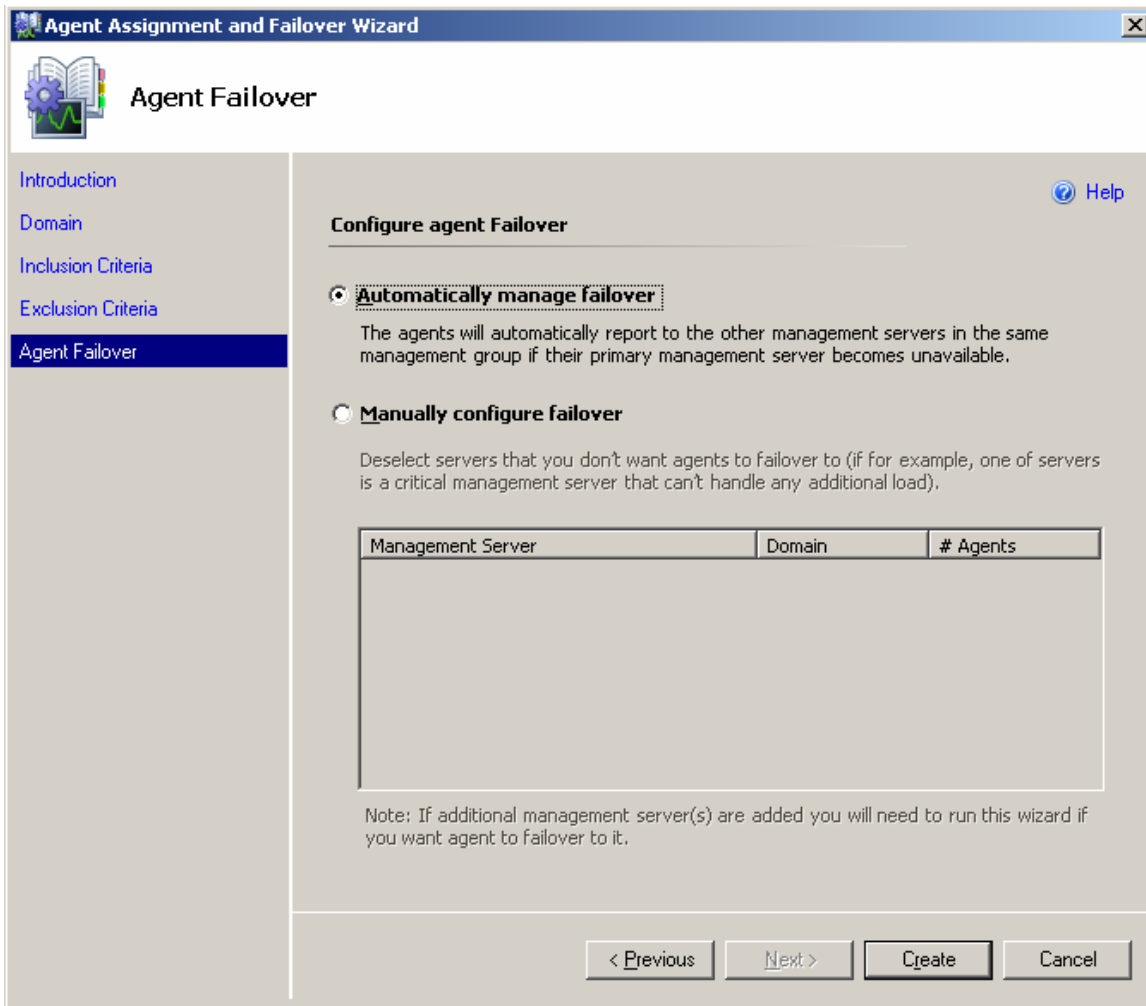 Agent Assignment and Failover Wizard
Agent Failover
Introduction
Domain
Inclusion Criteria
Exclusion Criteria
Agent Failover
Help
Configure agent Failover
Automatically manage failover
The agents will automatically report to the other management servers in the same
management group if their primary management server becomes unavailable.
Manually configure failover
Deselect servers that you don't want agents to failover to (if for example, one of servers
is a critical management server that can't handle any additional load).
Management Server Domain # Agents
Note: If additional management server(s) are added you will need to run this wizard if
you want agent to failover to it.
< Previous Next > Create Cancel